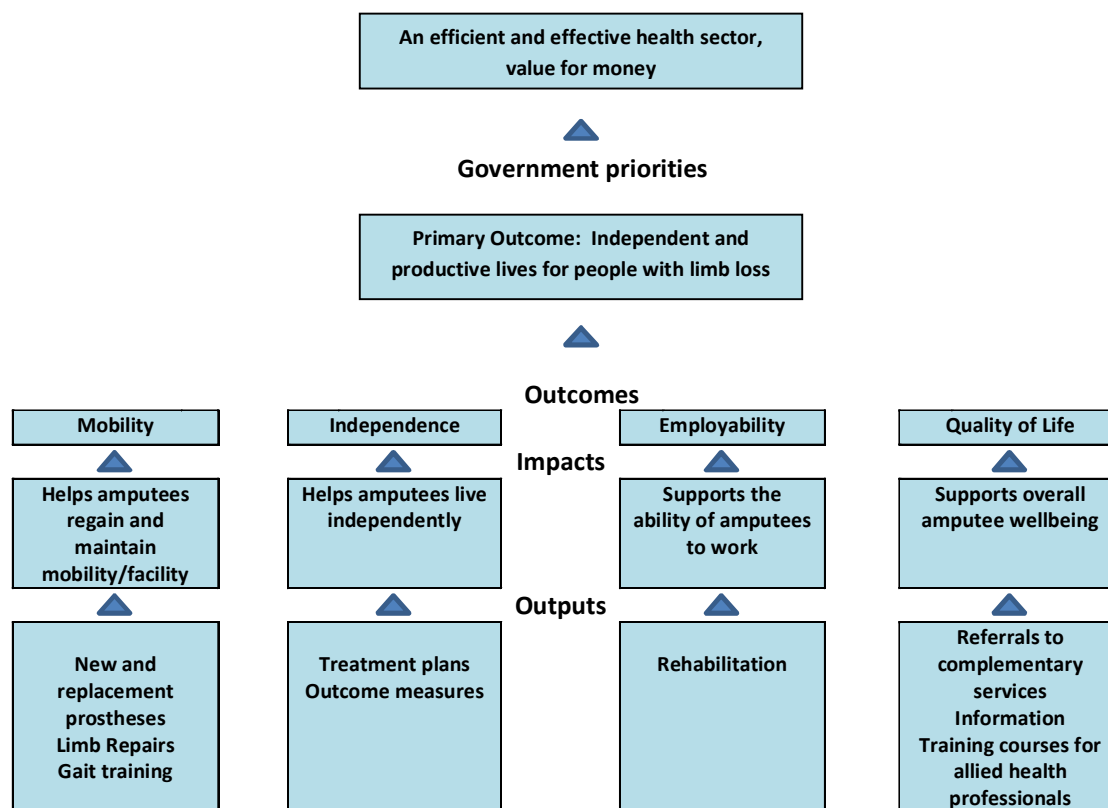 An efficient and effective health sector,
value for money
Government priorities
Primary Outcome:  Independent and
productive lives for people with limb loss
Outcomes
Mobility
Independence
Employability
Quality of Life
Impacts
Helps amputees
regain and
maintain
mobility/facility
Helps amputees live
independently
Supports the
ability of amputees
to work
Supports overall
amputee wellbeing
Outputs
New and
replacement
prostheses
Limb Repairs
Gait training
Treatment plans
Outcome measures
Rehabilitation
Referrals to
complementary
services
Information
Training courses for
allied health
professionals